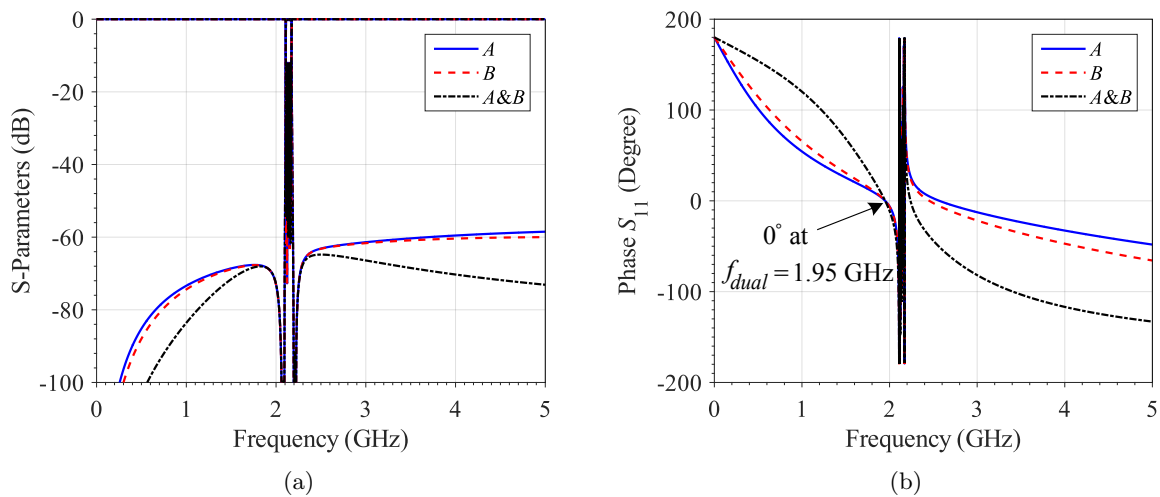 0
-20
-40
-60
-80
-100
S-Parameters (dB)
A
B
A&B
0 1 2 3 4 5
Frequency (GHz)
(a)
200
100
0
-100
-200
Phase S11 (Degree)
A
B
A&B
0° at
fdual = 1.95 GHz
0 1 2 3 4 5
Frequency (GHz)
(b)